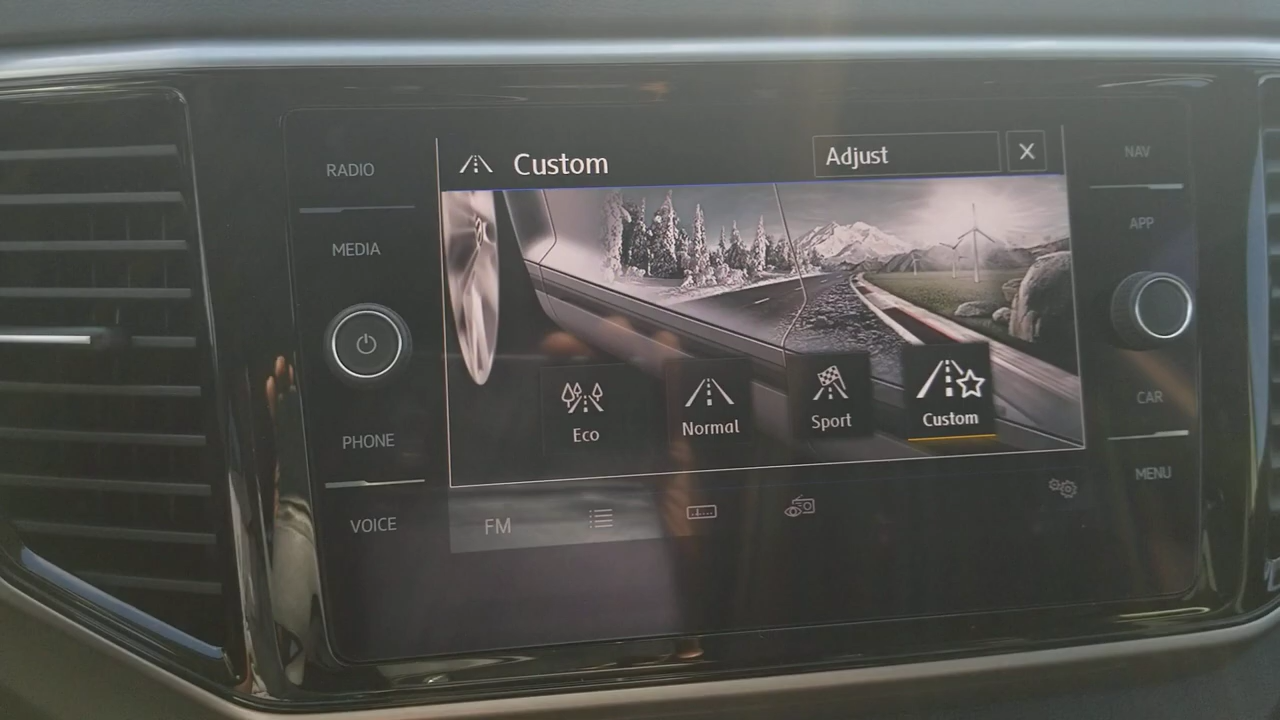 RADIO
MEDIA
PHONE
VOICE
Custom
Adjust
X
Eco
Normal
Sport
Custom
FM
NAV
APP
CAR
MENU